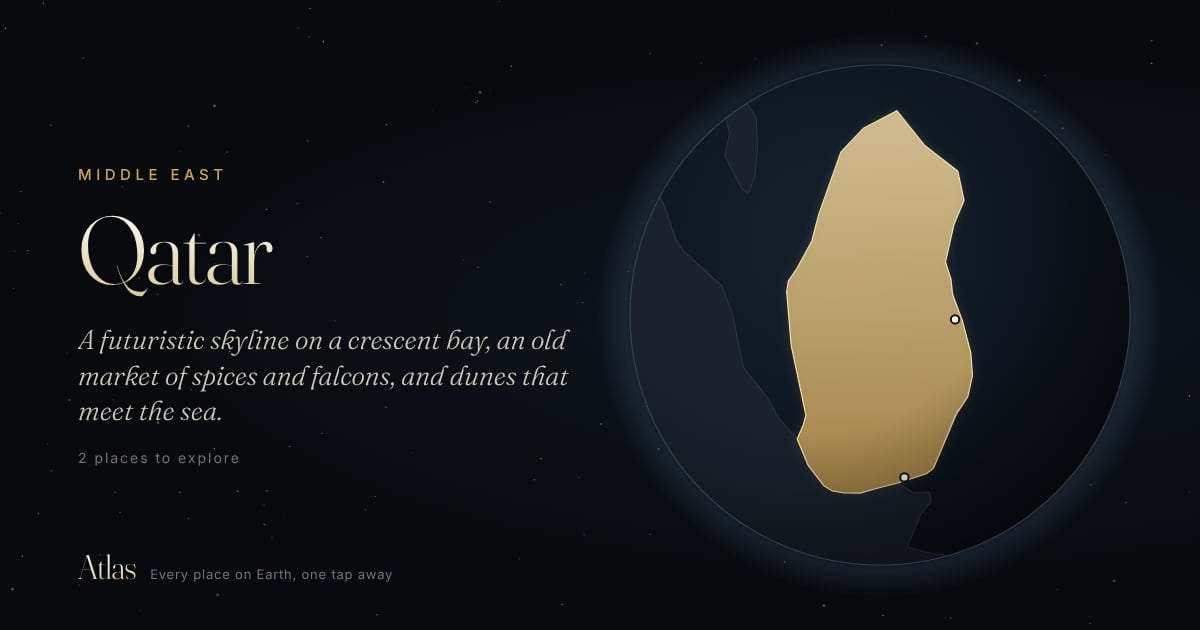 MIDDLE EAST
Qatar
A futuristic skyline on a crescent bay, an old
market of spices and falcons, and dunes that
meet the sea.
2 places to explore
Atlas Every place on Earth, one tap away